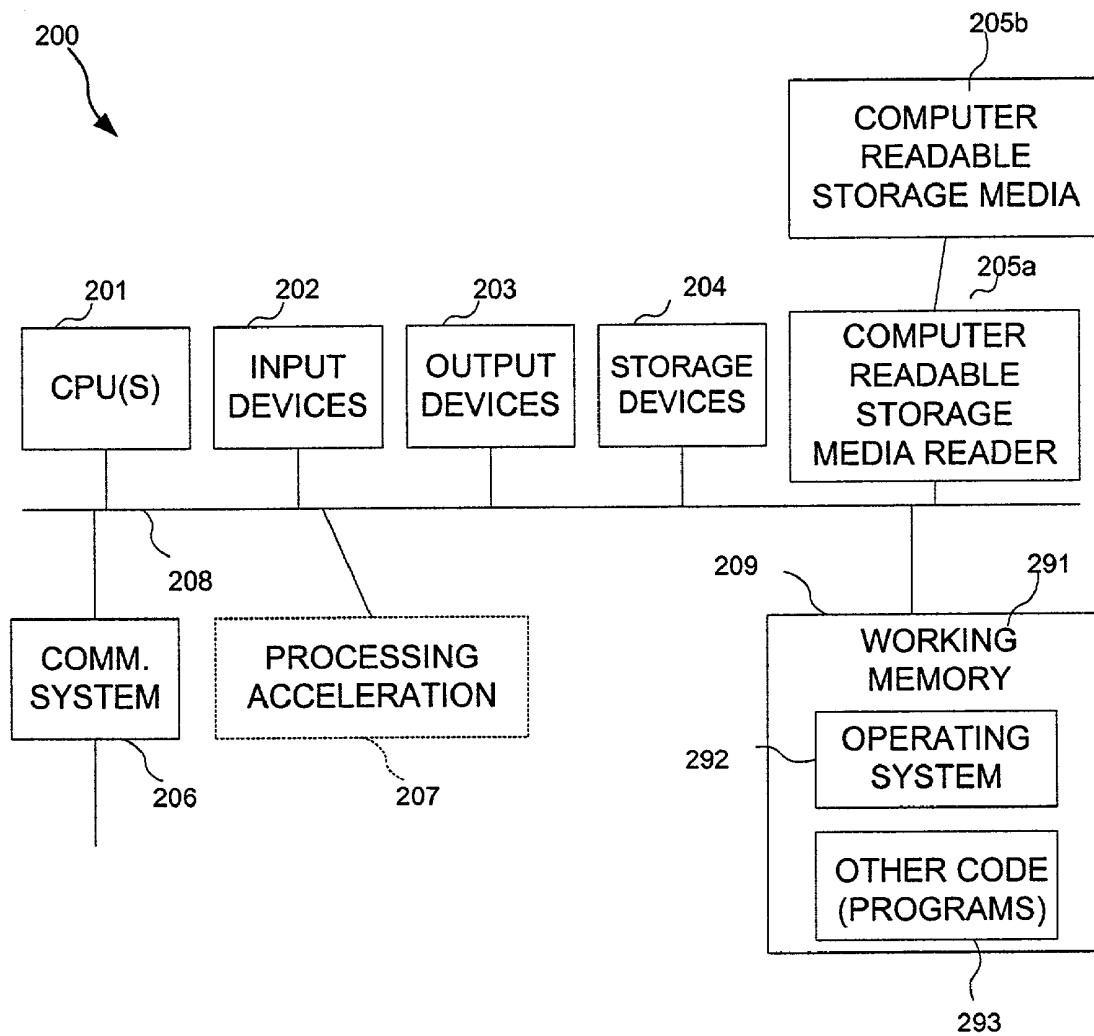 200
205b
COMPUTER
READABLE
STORAGE MEDIA
205a
201
202
203
204
CPU(S)
INPUT
DEVICES
OUTPUT
DEVICES
STORAGE
DEVICES
COMPUTER
READABLE
STORAGE
MEDIA READER
208
209
291
COMM.
SYSTEM
PROCESSING
ACCELERATION
WORKING
MEMORY
206
207
292
OPERATING
SYSTEM
OTHER CODE
(PROGRAMS)
293